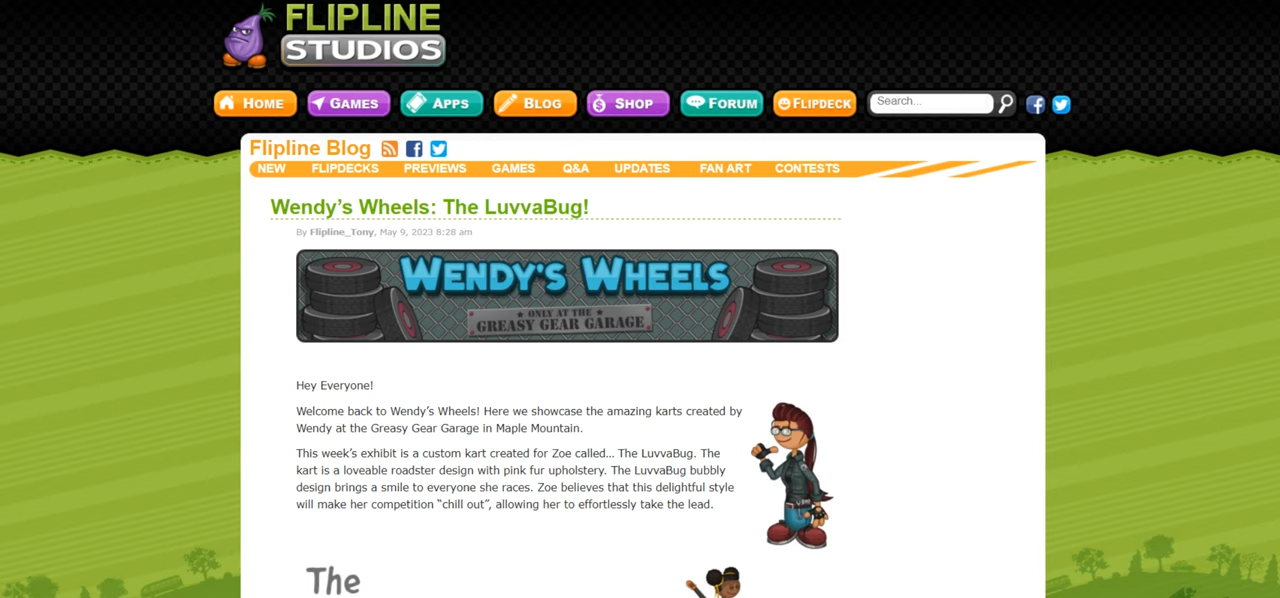 FLIPLINE
STUDIOS
HOME GAMES APPS BLOG SHOP FORUM FLIPDECK Search...
Flipline Blog
NEW FLIPDECKS PREVIEWS GAMES Q&A UPDATES FAN ART CONTESTS
Wendy's Wheels: The LuvvaBug!
By Flipline_Tony, May 9, 2023 8:28 am
WENDY'S WHEELS
ONLY AT THE
GREASY GEAR GARAGE
Hey Everyone!
Welcome back to Wendy's Wheels! Here we showcase the amazing karts created by
Wendy at the Greasy Gear Garage in Maple Mountain.
This week's exhibit is a custom kart created for Zoe called… The LuvvaBug. The
kart is a loveable roadster design with pink fur upholstery. The LuvvaBug bubbly
design brings a smile to everyone she races. Zoe believes that this delightful style
will make her competition "chill out", allowing her to effortlessly take the lead.
The